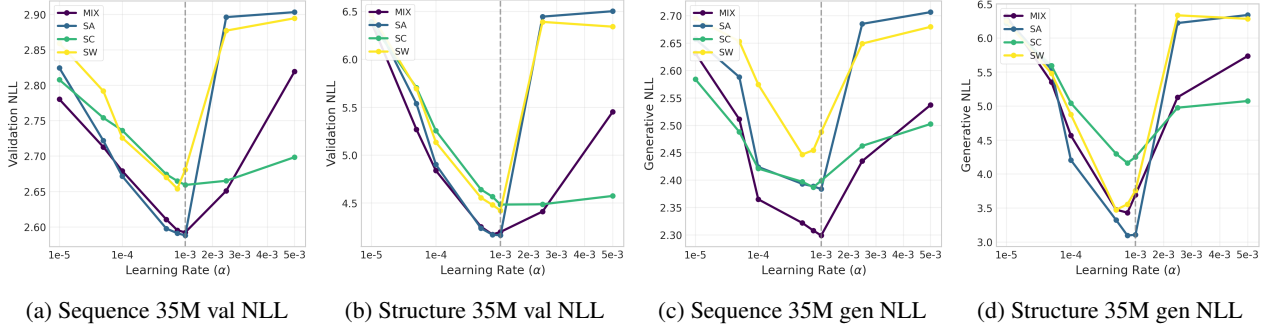 2.90
2.85
2.80
2.75
2.70
2.65
2.60
Validation NLL
MIX
SA
SC
SW
1e-5
1e-4
1e-3
2e-3
3e-3
4e-3
5e-3
Learning Rate (α)
(a) Sequence 35M val NLL
6.5
6.0
5.5
5.0
4.5
Validation NLL
MIX
SA
SC
SW
1e-5
1e-4
1e-3
2e-3
3e-3
4e-3
5e-3
Learning Rate (α)
(b) Structure 35M val NLL
2.70
2.65
2.60
2.55
2.50
2.45
2.40
2.35
2.30
Generative NLL
MIX
SA
SC
SW
1e-5
1e-4
1e-3
2e-3
3e-3
4e-3
5e-3
Learning Rate (α)
(c) Sequence 35M gen NLL
6.5
6.0
5.5
5.0
4.5
4.0
3.5
3.0
Generative NLL
MIX
SA
SC
SW
1e-5
1e-4
1e-3
2e-3
3e-3
4e-3
5e-3
Learning Rate (α)
(d) Structure 35M gen NLL